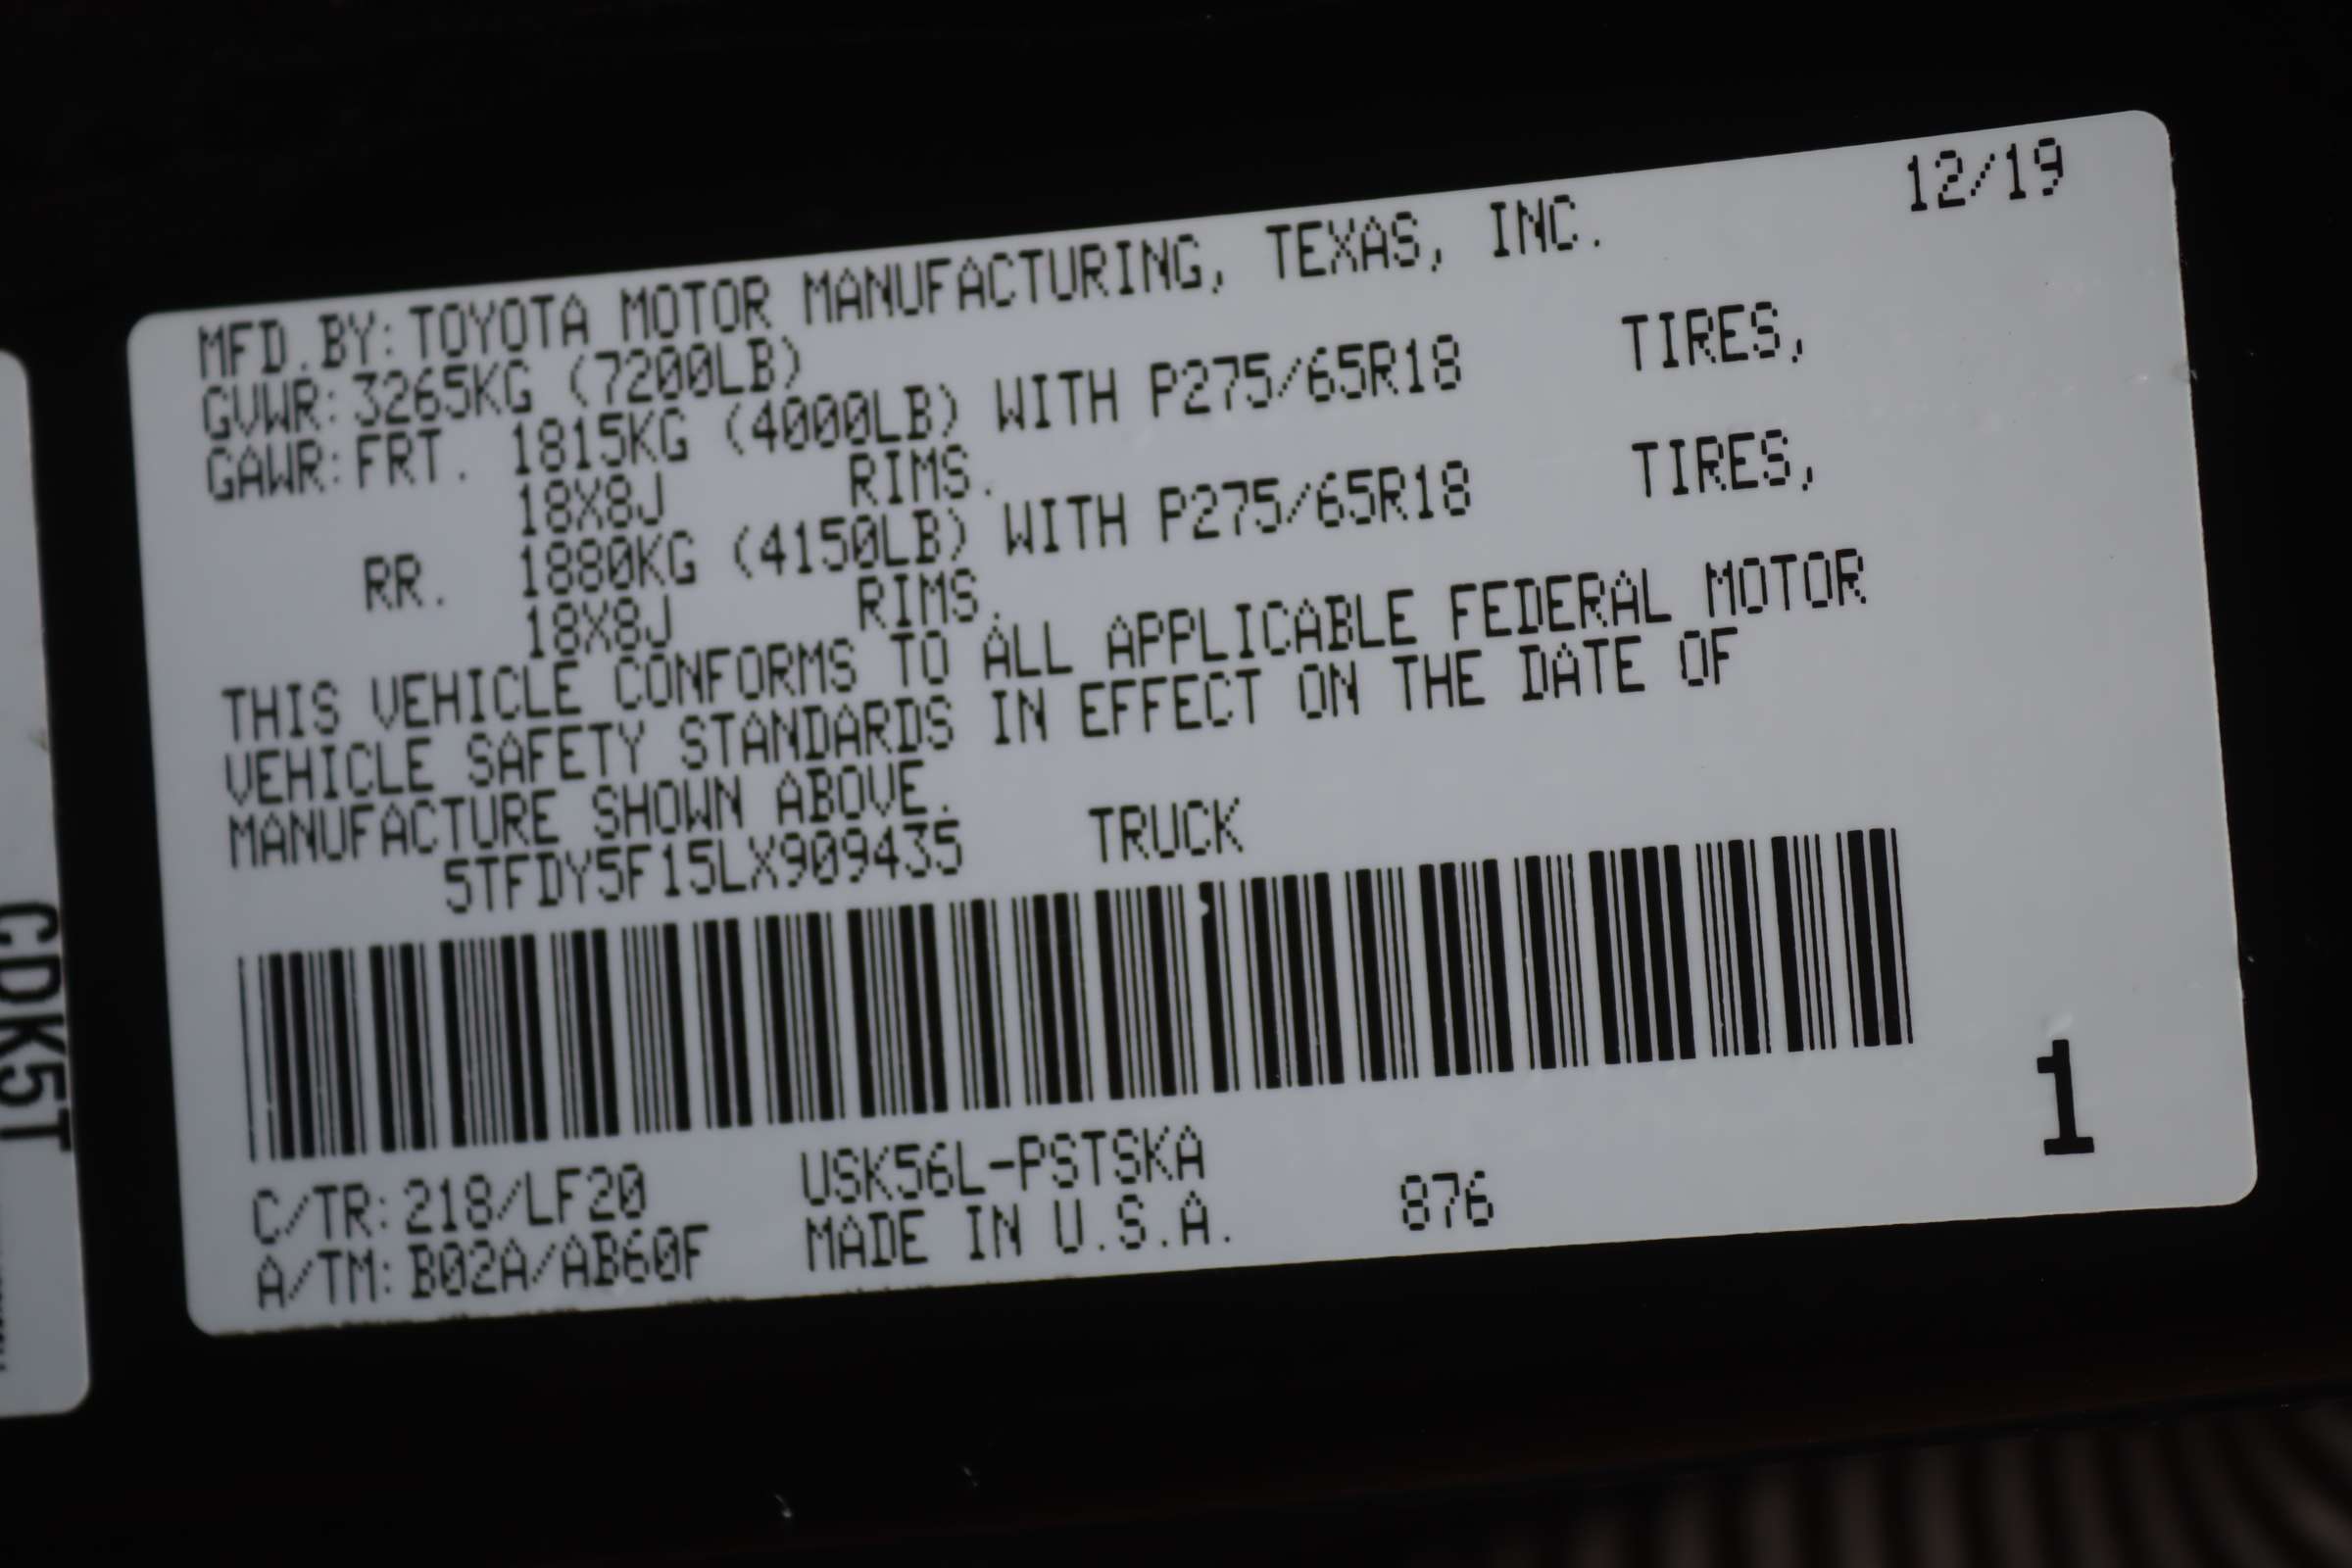 12/19
MFD.BY: TOYOTA MOTOR MANUFACTURING, TEXAS, INC.
GVWR: 3265KG (7200LB)
GAWR: FRT. 1815KG (4000LB) WITH P275/65R18 TIRES,
18X8J RIMS.
RR. 1880KG (4150LB) WITH P275/65R18 TIRES,
18X8J RIMS.
THIS VEHICLE CONFORMS TO ALL APPLICABLE FEDERAL MOTOR
VEHICLE SAFETY STANDARDS IN EFFECT ON THE DATE OF
MANUFACTURE SHOWN ABOVE.
5TFDY5F15LX909435 TRUCK
C/TR: 218/LF20 USK56L-PSTSKA
A/TM: B02A/AB60F MADE IN U.S.A. 876
1
CDK5T